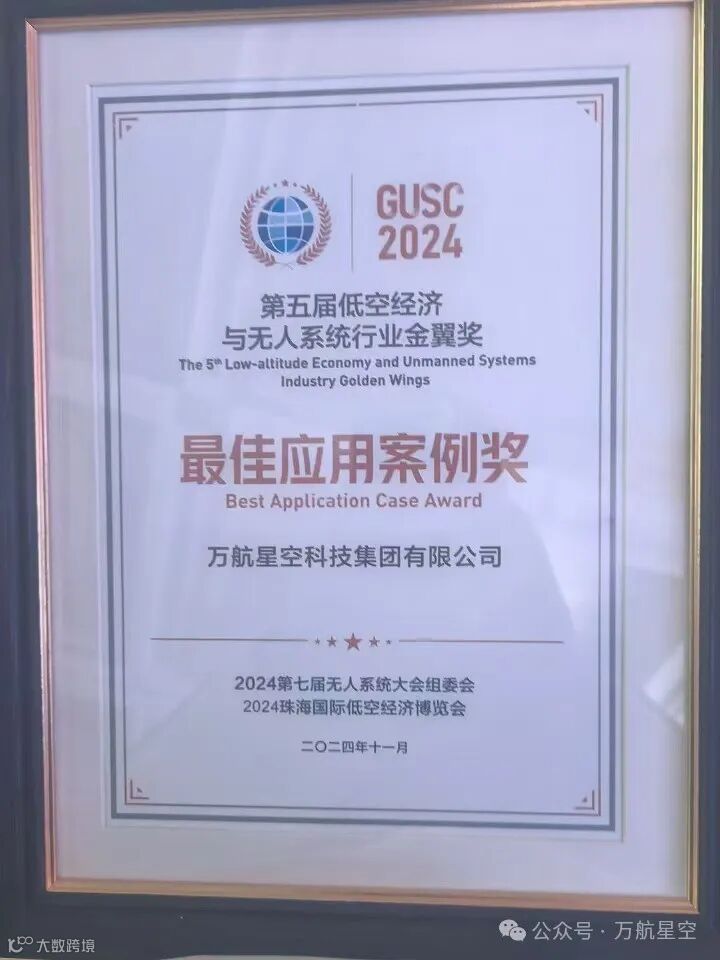 GUSC
2024
第五届低空经济
与无人系统行业金翼奖
The 5th Low-altitude Economy and Unmanned Systems
Industry Golden Wings
最佳应用案例奖
Best Application Case Award
万航星空科技集团有限公司
2024第七届无人系统大会组委会
2024珠海国际低空经济博览会
二〇二四年十一月
公众号·万航星空
大数跨境